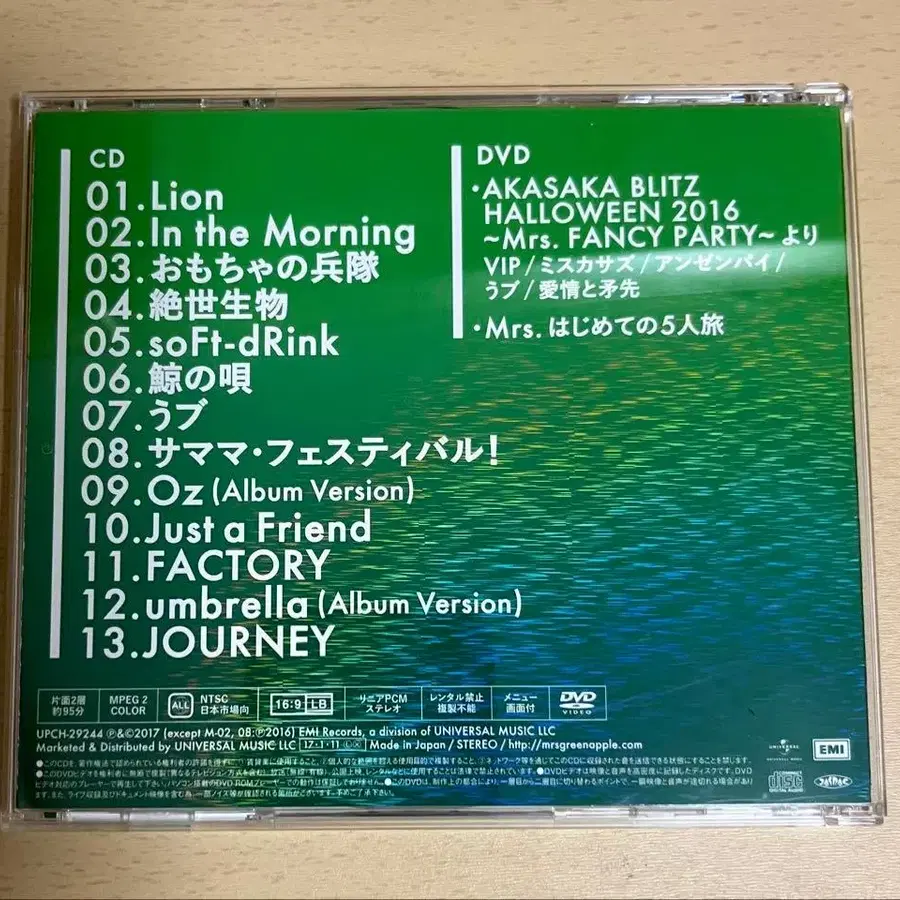 CD
01.Lion
02.In the Morning
03.おもちゃの兵隊
04.絶世生物
05.soFt-dRink
06.鯨の唄
07.うブ
08.サママ・フェスティバル!
09.Oz (Album Version)
10.Just a Friend
11.FACTORY
12.umbrella (Album Version)
13.JOURNEY
DVD
・AKASAKA BLITZ
HALLOWEEN 2016
~Mrs. FANCY PARTY~ より
VIP / ミスカサズ / アンゼンパイ /
うブ / 愛情と矛先
・Mrs. はじめての5人旅
片面2層
約95分
MPEG 2
COLOR
ALL
NTSC
日本市場向
16:9 LB
リニアPCM
ステレオ
レンタル禁止
複製不能
メニュー
画面付
DVD
VIDEO
UPCH-29244 ℗&©2017 (except M-02, 08:℗2016) EMI Records, a division of UNIVERSAL MUSIC LLC
Marketed & Distributed by UNIVERSAL MUSIC LLC 17・1・11 Made in Japan / STEREO / http://mrsgreenapple.com
UNIVERSAL
EMI
disc
DIGITAL AUDIO
JASRAC